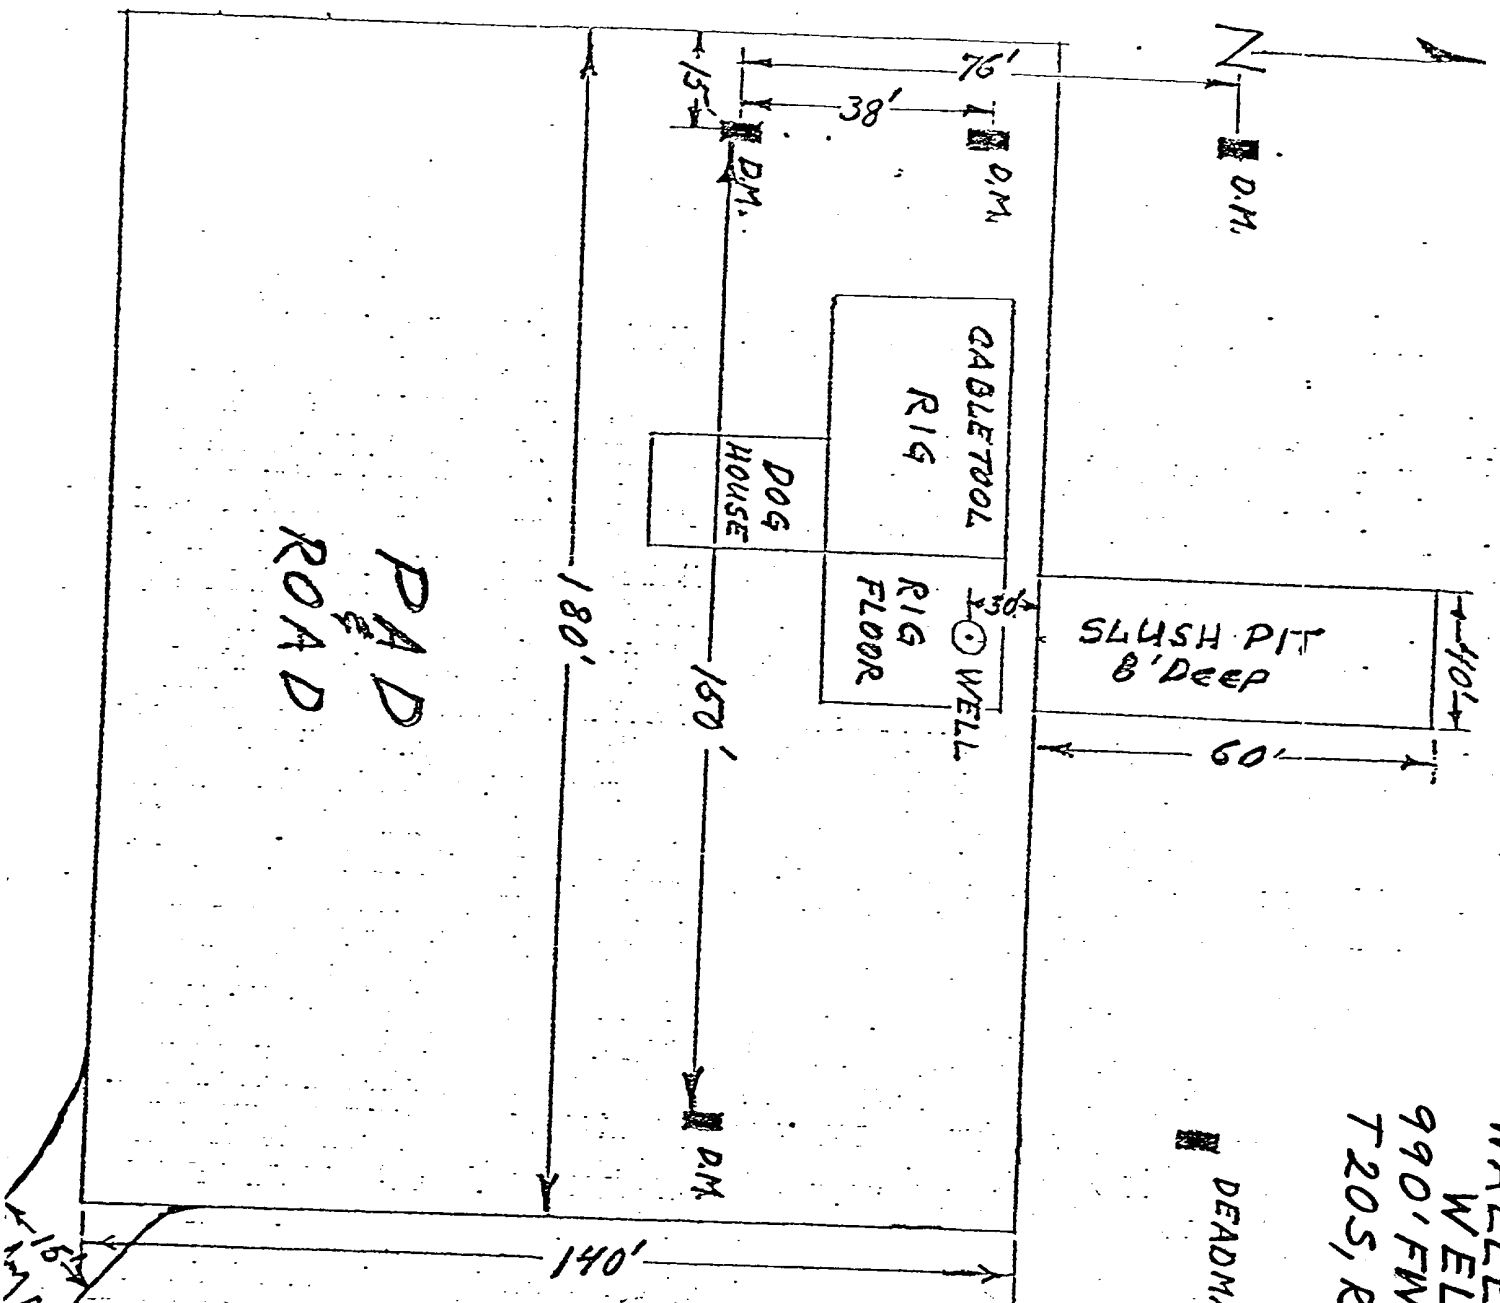 N
76'
38'
15'
D.M.
D.M.
D.M.
CABLETOOL
RIG
DOG
HOUSE
RIG
FLOOR
30'
WELL
SLUSH PIT
8' DEEP
40'
60'
180'
150'
PAD
&
ROAD
D.M.
140'
WEL
990' FW
T20S, R
DEADM